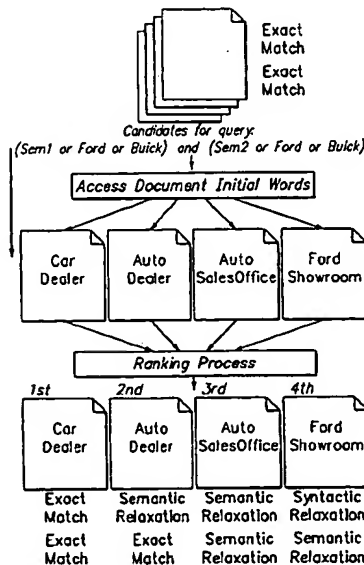 Exact
Match
Exact
Match
Candidates for query:
(Sem1 or Ford or Buick) and (Sem2 or Ford or Buick)
Access Document Initial Words
Car
Dealer
Auto
Dealer
Auto
SalesOffice
Ford
Showroom
Ranking Process
1st
2nd
3rd
4th
Car
Dealer
Auto
Dealer
Auto
SalesOffice
Ford
Showroom
Exact
Match
Semantic
Relaxation
Semantic
Relaxation
Syntactic
Relaxation
Exact
Match
Exact
Match
Semantic
Relaxation
Semantic
Relaxation